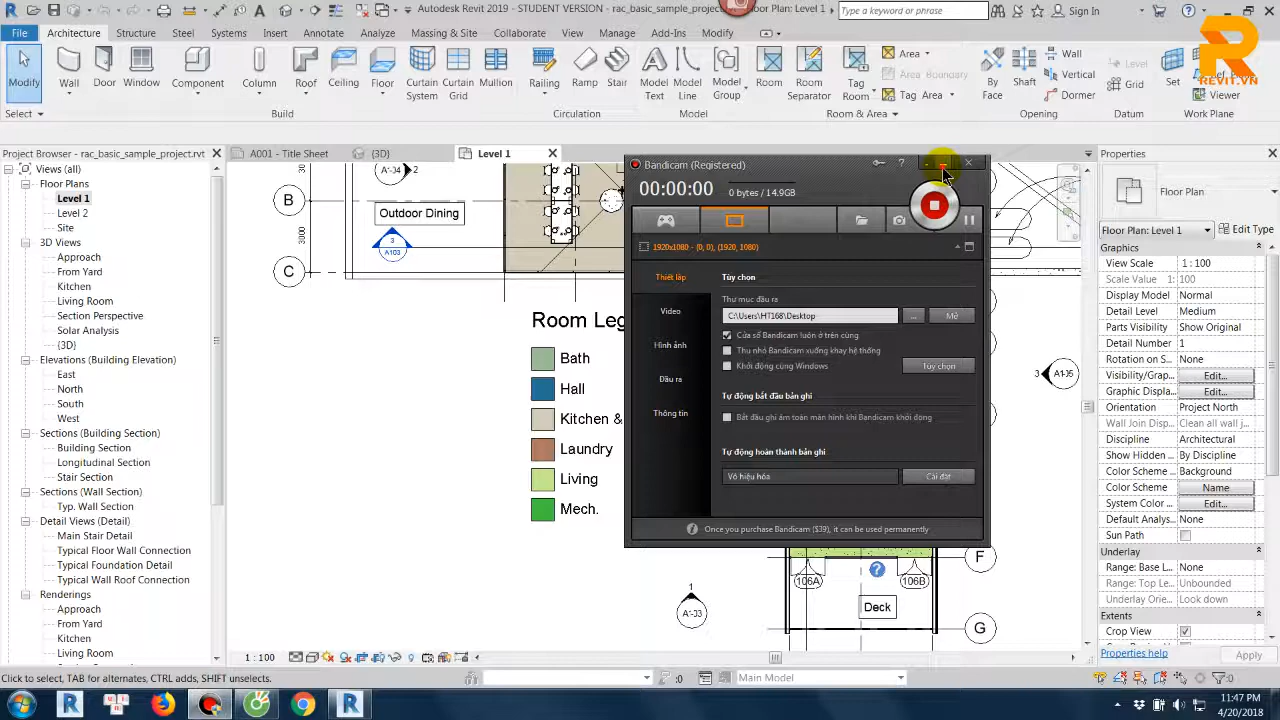 Autodesk Revit 2019 - STUDENT VERSION - rac_basic_sample_project... Floor Plan: Level 1
Type a keyword or phrase
Sign In
File Architecture Structure Steel Systems Insert Annotate Analyze Massing & Site Collaborate View Manage Add-Ins Modify
Modify
Wall
Door
Window
Component
Column
Roof
Ceiling
Floor
Curtain System
Curtain Grid
Mullion
Railing
Ramp
Stair
Model Text
Model Line
Model Group
Room
Room Separator
Tag Room
Area
Area Boundary
Tag Area
By Face
Shaft
Wall
Vertical
Dormer
Level
Grid
Set
Viewer
REVIT.VN
Select
Build
Circulation
Model
Room & Area
Opening
Datum
Work Plane
Project Browser - rac_basic_sample_project.rvt
Views (all)
Floor Plans
Level 1
Level 2
Site
3D Views
Approach
From Yard
Kitchen
Living Room
Section Perspective
Solar Analysis
{3D}
Elevations (Building Elevation)
East
North
South
West
Sections (Building Section)
Building Section
Longitudinal Section
Stair Section
Sections (Wall Section)
Typ. Wall Section
Detail Views (Detail)
Main Stair Detail
Typical Floor Wall Connection
Typical Foundation Detail
Typical Wall Roof Connection
Renderings
Approach
From Yard
Kitchen
Living Room
A001 - Title Sheet
{3D}
Level 1
2
B
3000
C
Outdoor Dining
3
A103
Room Leg
Bath
Hall
Kitchen &
Laundry
Living
Mech.
1
3
F
106A
106B
Deck
G
Bandicam (Registered)
00:00:00
0 bytes / 14.9GB
1920x1080 - (0, 0), (1920, 1080)
Thiết lập
Video
Hình ảnh
Đầu ra
Thông tin
Tùy chọn
Thư mục đầu ra
C:\Users\HT168\Desktop
...
Mở
Cửa sổ Bandicam luôn ở trên cùng
Thu nhỏ Bandicam xuống khay hệ thống
Khởi động cùng Windows
Tùy chọn
Tự động bắt đầu bản ghi
Bắt đầu ghi âm toàn màn hình khi Bandicam khởi động
Tự động hoàn thành bản ghi
Vô hiệu hóa
Cài đặt
Once you purchase Bandicam ($39), it can be used permanently
Properties
Floor Plan
Floor Plan: Level 1
Edit Type
Graphics
View Scale 1 : 100
Scale Value 1: 100
Display Model Normal
Detail Level Medium
Parts Visibility Show Original
Detail Number 1
Rotation on S... None
Visibility/Grap... Edit...
Graphic Displa... Edit...
Orientation Project North
Wall Join Disp... Clean all wall j...
Discipline Architectural
Show Hidden ... By Discipline
Color Scheme ... Background
Color Scheme Name
System Color ... Edit...
Default Analys... None
Sun Path
Underlay
Range: Base L... None
Range: Top Le... Unbounded
Underlay Orie... Look down
Extents
Crop View
Properties help
Apply
1 : 100
Click to select, TAB for alternates, CTRL adds, SHIFT unselects.
:0
Main Model
:0
11:47 PM
4/20/2018